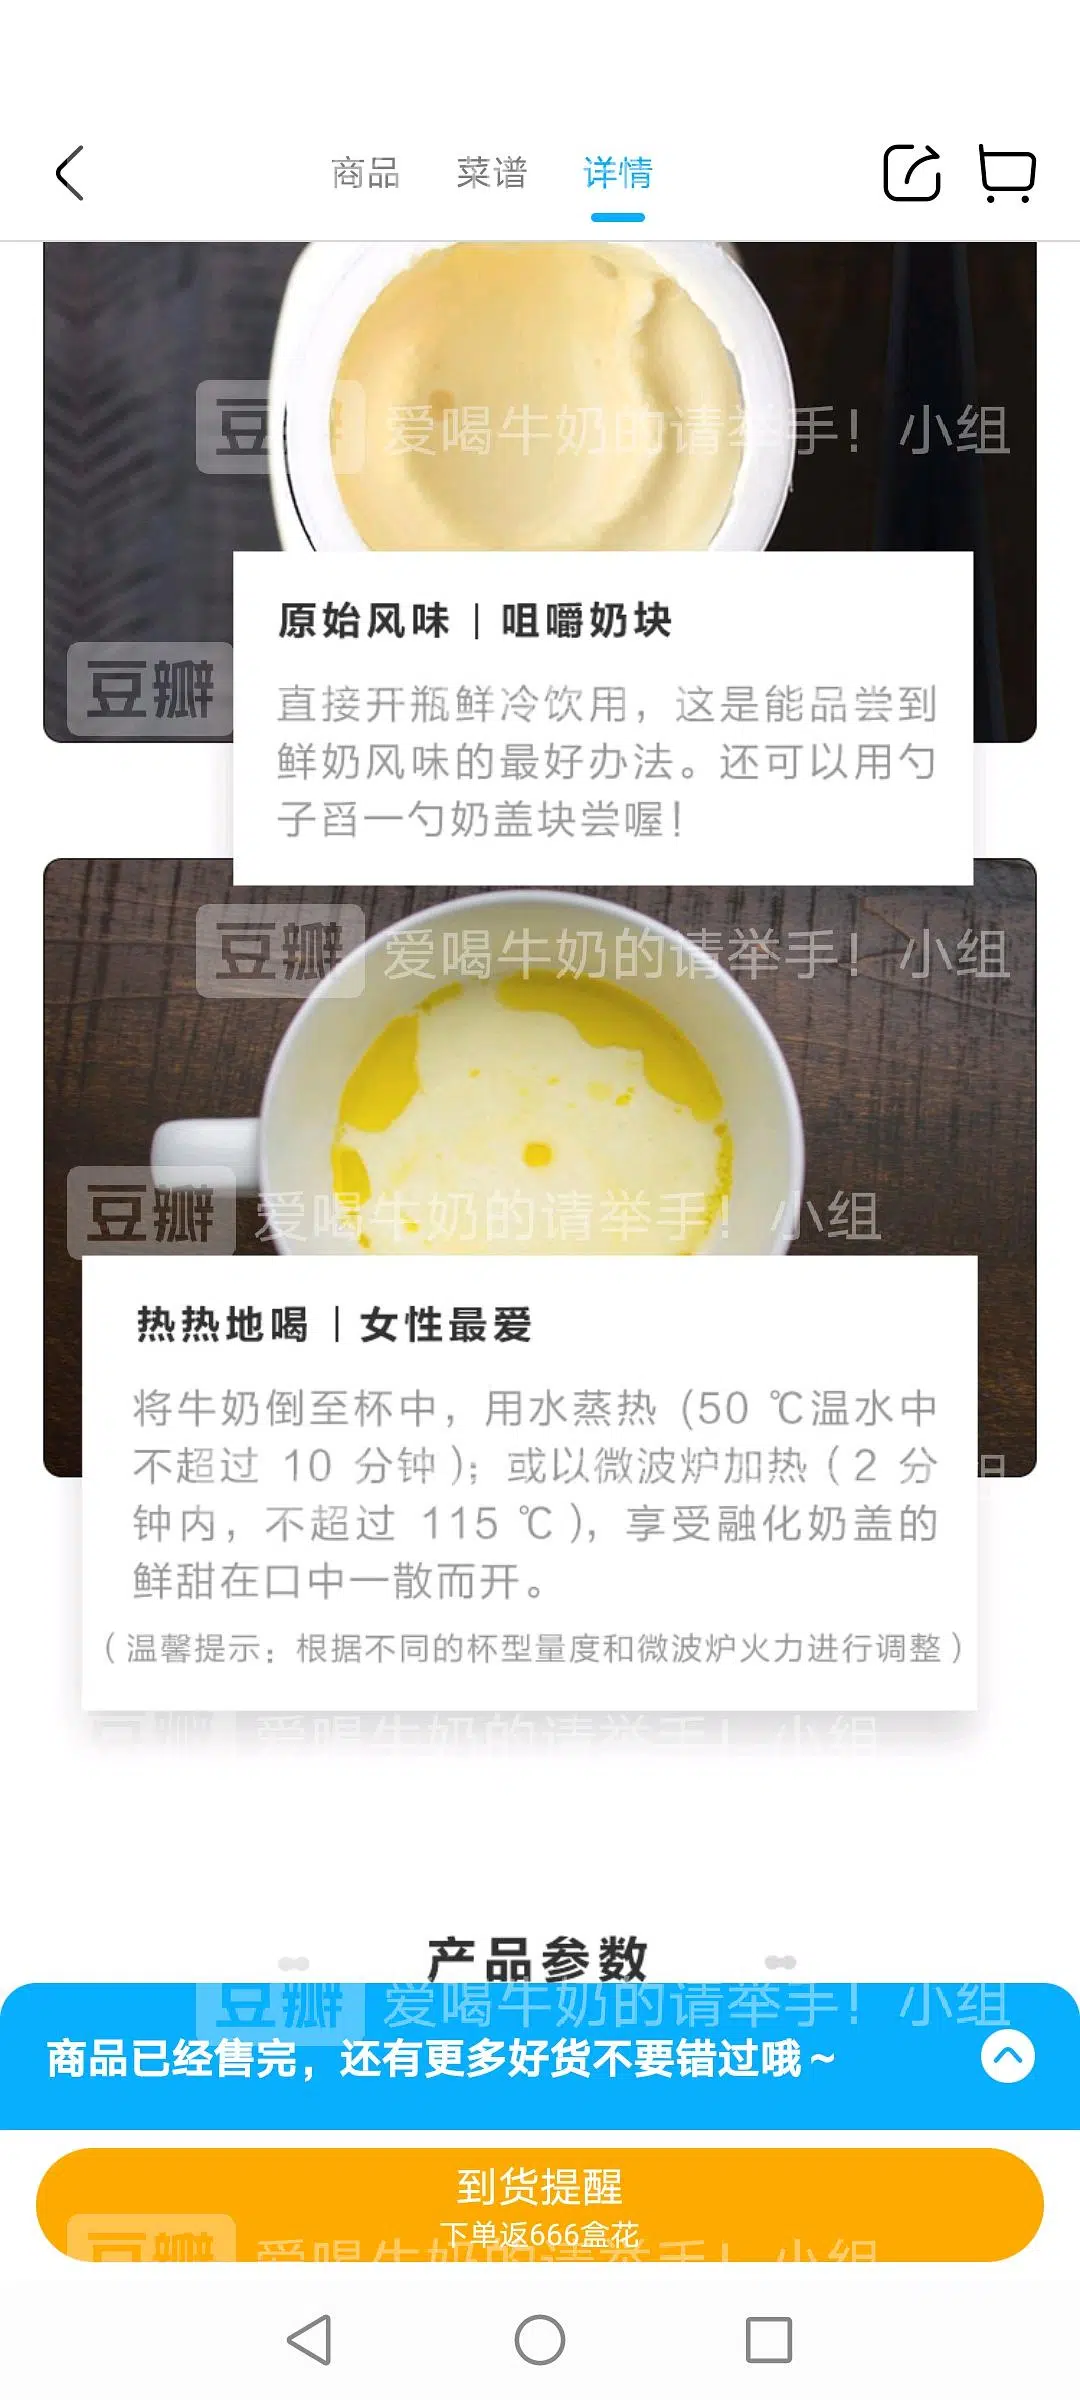 商品 菜谱 详情
豆瓣 爱喝牛奶的请举手！小组
原始风味｜咀嚼奶块
豆瓣
直接开瓶鲜冷饮用，这是能品尝到
鲜奶风味的最好办法。还可以用勺
子舀一勺奶盖块尝喔！
豆瓣 爱喝牛奶的请举手！小组
豆瓣 爱喝牛奶的请举手！小组
热热地喝｜女性最爱
将牛奶倒至杯中，用水蒸热（50 ℃温水中
不超过 10 分钟）；或以微波炉加热（2 分
组
钟内，不超过 115 ℃），享受融化奶盖的
鲜甜在口中一散而开。
（温馨提示：根据不同的杯型量度和微波炉火力进行调整）
豆瓣 爱喝牛奶的请举手！小组
产品参数
豆瓣 爱喝牛奶的请举手！小组
商品已经售完，还有更多好货不要错过哦～
到货提醒
下单返666盒花
豆瓣 爱喝牛奶的请举手！小组